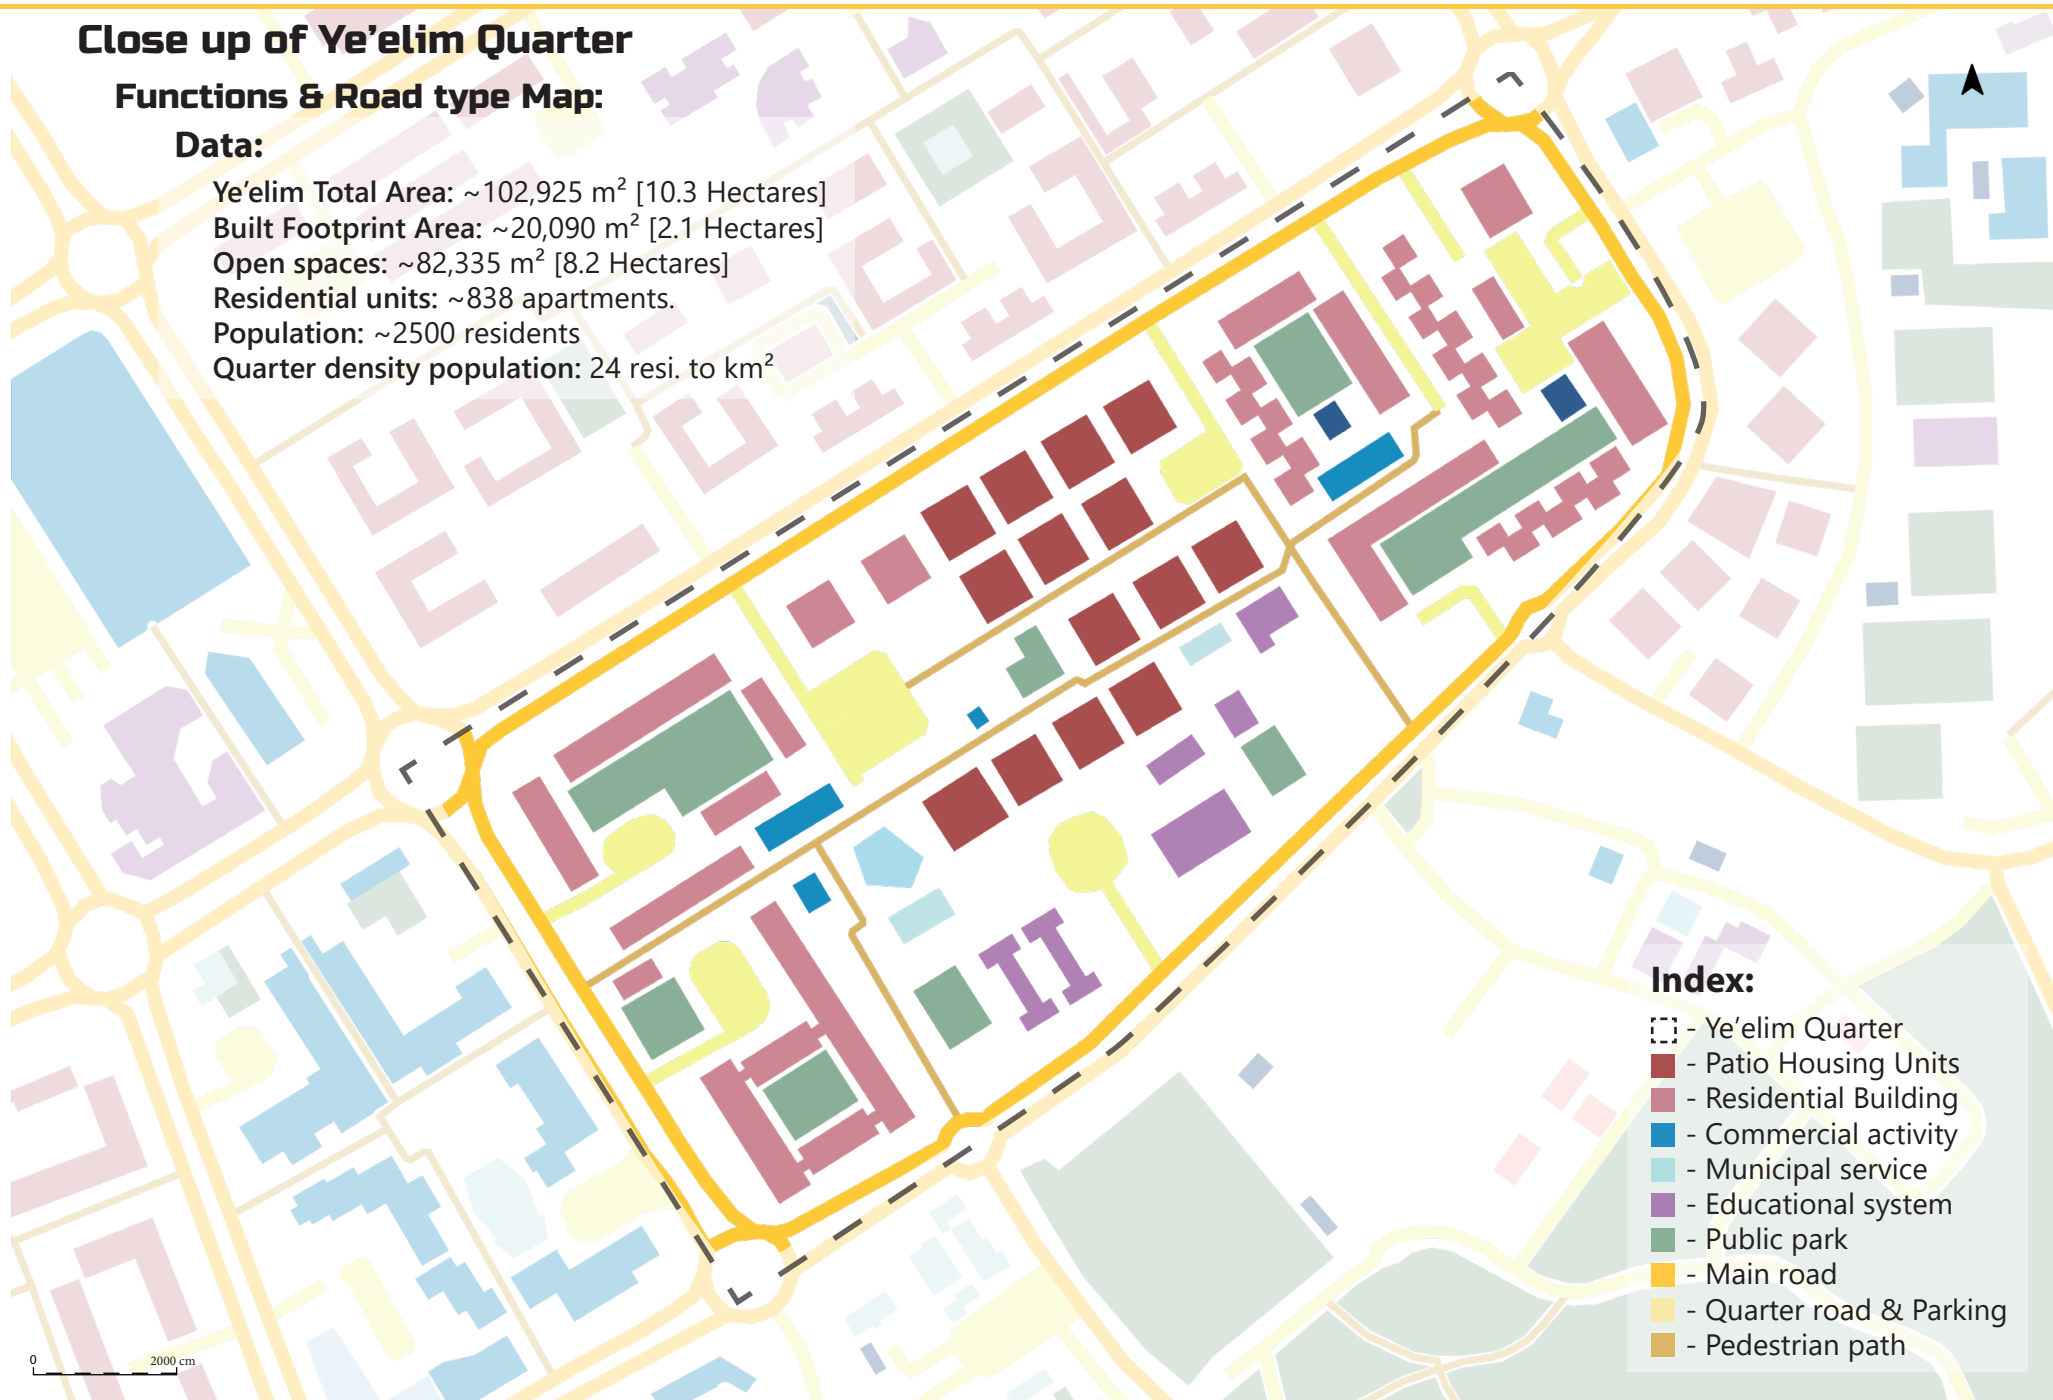 Close up of Ye’elim Quarter
Functions & Road type Map:
Data:
Ye’elim Total Area: ~102,925 m² [10.3 Hectares]
Built Footprint Area: ~20,090 m² [2.1 Hectares]
Open spaces: ~82,335 m² [8.2 Hectares]
Residential units: ~838 apartments.
Population: ~2500 residents
Quarter density population: 24 resi. to km²
Index:
- Ye’elim Quarter
- Patio Housing Units
- Residential Building
- Commercial activity
- Municipal service
- Educational system
- Public park
- Main road
- Quarter road & Parking
- Pedestrian path
0 2000 cm